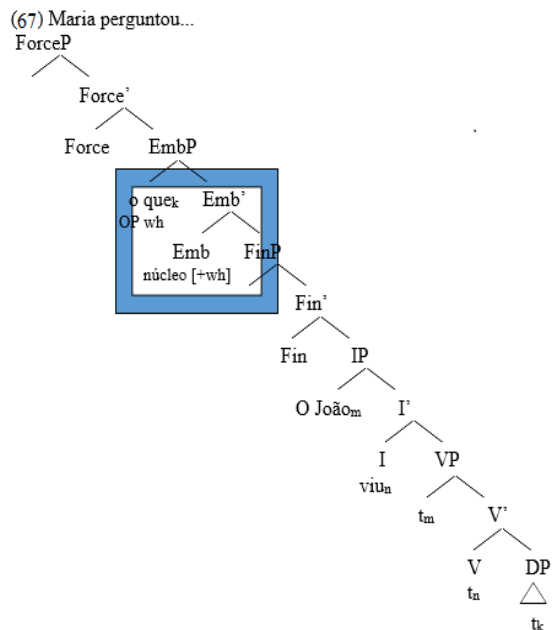 (67) Maria perguntou...
ForceP
Force’
Force EmbP
o queₖ Emb’
OP wh
Emb FinP
núcleo [+wh]
Fin’
Fin IP
O Joãoₘ I’
I VP
viuₙ
tₘ V’
V DP
tₙ
tₖ